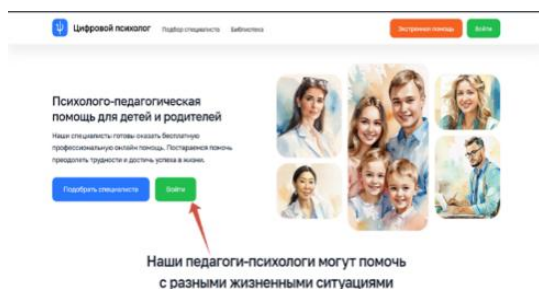 Цифровой психолог
Подбор специалиста
Библиотека
Экстренная помощь
Войти
Психолого-педагогическая
помощь для детей и родителей
Наши специалисты готовы оказать бесплатную
профессиональную онлайн помощь. Постараемся помочь
преодолеть трудности и достичь успеха в жизни.
Подобрать специалиста
Войти
Наши педагоги-психологи могут помочь
с разными жизненными ситуациями